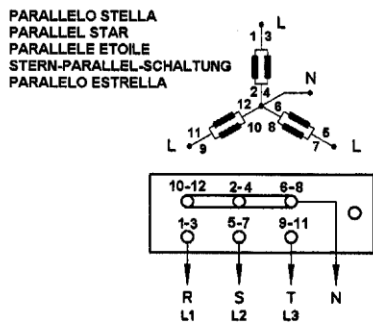 PARALLELO STELLA
PARALLEL STAR
PARALLELE ETOILE
STERN-PARALLEL-SCHALTUNG
PARALELO ESTRELLA
L
1 3
N
2 4
12 6
11 10 8 5
L 9 7 L
10-12 2-4 6-8
1-3 5-7 9-11
R S T N
L1 L2 L3